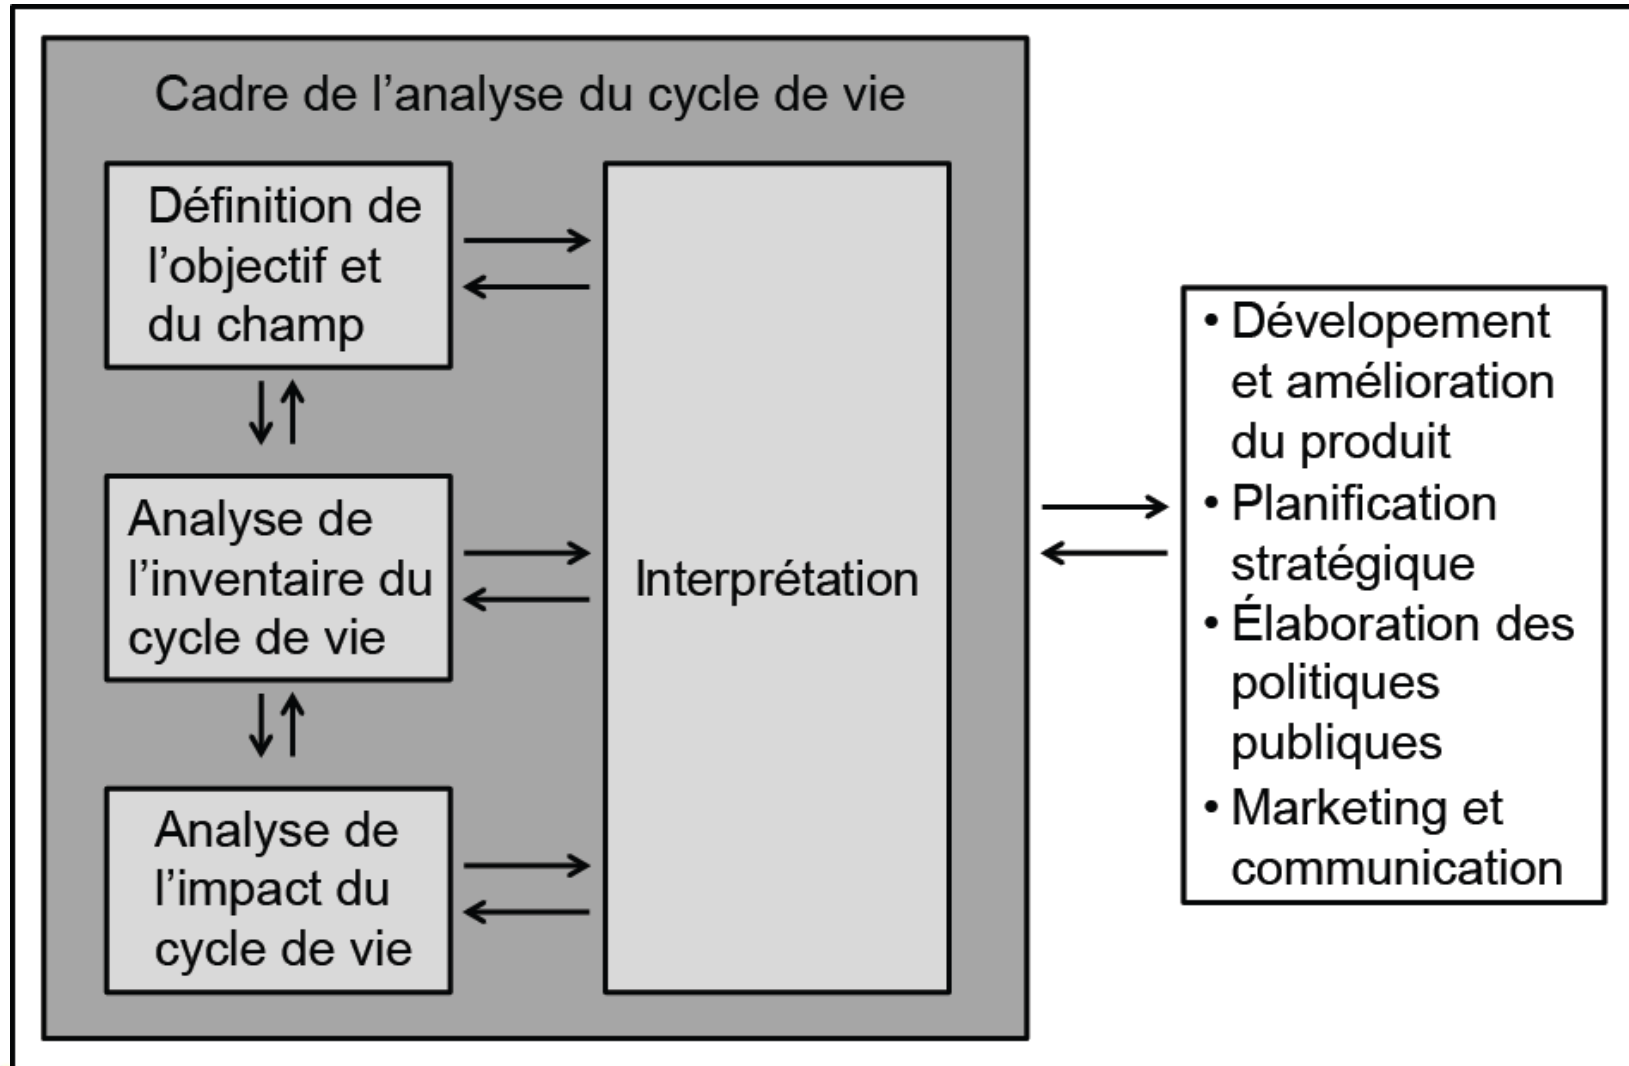 Cadre de l’analyse du cycle de vie
Définition de
l’objectif et
du champ
Analyse de
l’inventaire du
cycle de vie
Analyse de
l’impact du
cycle de vie
Interprétation
• Dévelopement
et amélioration
du produit
• Planification
stratégique
• Élaboration des
politiques
publiques
• Marketing et
communication